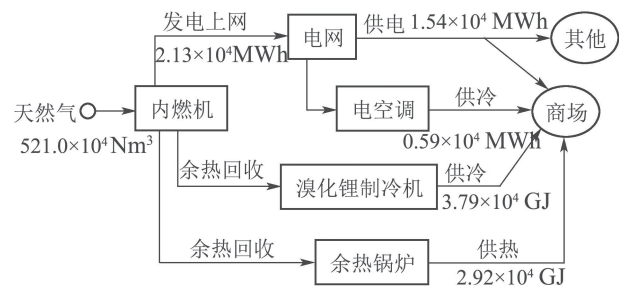 发电上网
2.13×10⁴MWh
电网
供电 1.54×10⁴ MWh
其他
天然气
521.0×10⁴Nm³
内燃机
电空调
供冷
0.59×10⁴ MWh
商场
余热回收
溴化锂制冷机
供冷
3.79×10⁴ GJ
余热回收
余热锅炉
供热
2.92×10⁴ GJ